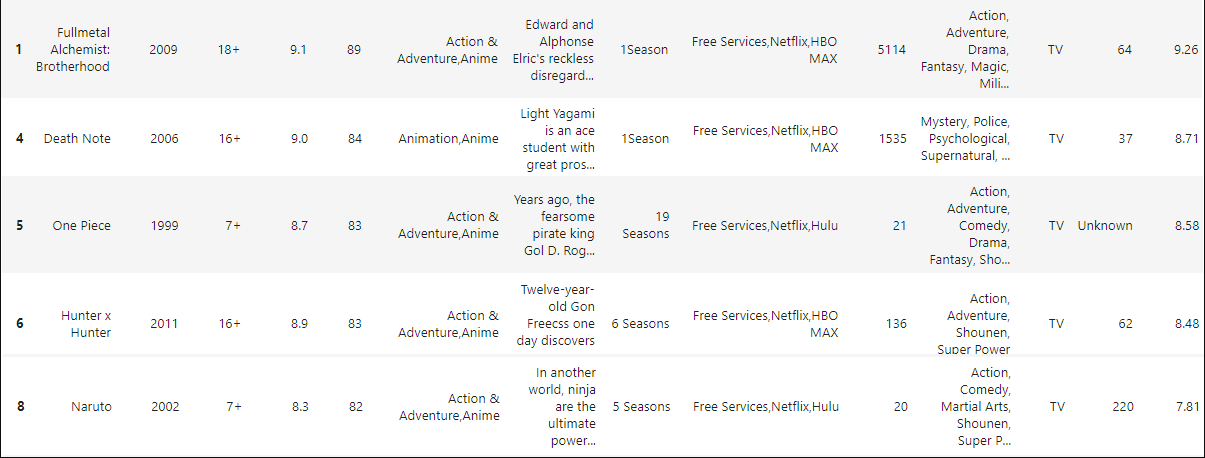 1
Fullmetal
Alchemist:
Brotherhood
2009
18+
9.1
89
Action &
Adventure,Anime
Edward and
Alphonse
Elric's reckless
disregard...
1Season
Free Services,Netflix,HBO
MAX
5114
Action,
Adventure,
Drama,
Fantasy, Magic,
Mili...
TV
64
9.26
4
Death Note
2006
16+
9.0
84
Animation,Anime
Light Yagami
is an ace
student with
great pros...
1Season
Free Services,Netflix,HBO
MAX
1535
Mystery, Police,
Psychological,
Supernatural, ...
TV
37
8.71
5
One Piece
1999
7+
8.7
83
Action &
Adventure,Anime
Years ago, the
fearsome
pirate king
Gol D. Rog...
19
Seasons
Free Services,Netflix,Hulu
21
Action,
Adventure,
Comedy,
Drama,
Fantasy, Sho...
TV
Unknown
8.58
6
Hunter x
Hunter
2011
16+
8.9
83
Action &
Adventure,Anime
Twelve-year-
old Gon
Freecss one
day discovers
6 Seasons
Free Services,Netflix,HBO
MAX
136
Action,
Adventure,
Shounen,
Super Power
TV
62
8.48
8
Naruto
2002
7+
8.3
82
Action &
Adventure,Anime
In another
world, ninja
are the
ultimate
power...
5 Seasons
Free Services,Netflix,Hulu
20
Action,
Comedy,
Martial Arts,
Shounen,
Super P...
TV
220
7.81